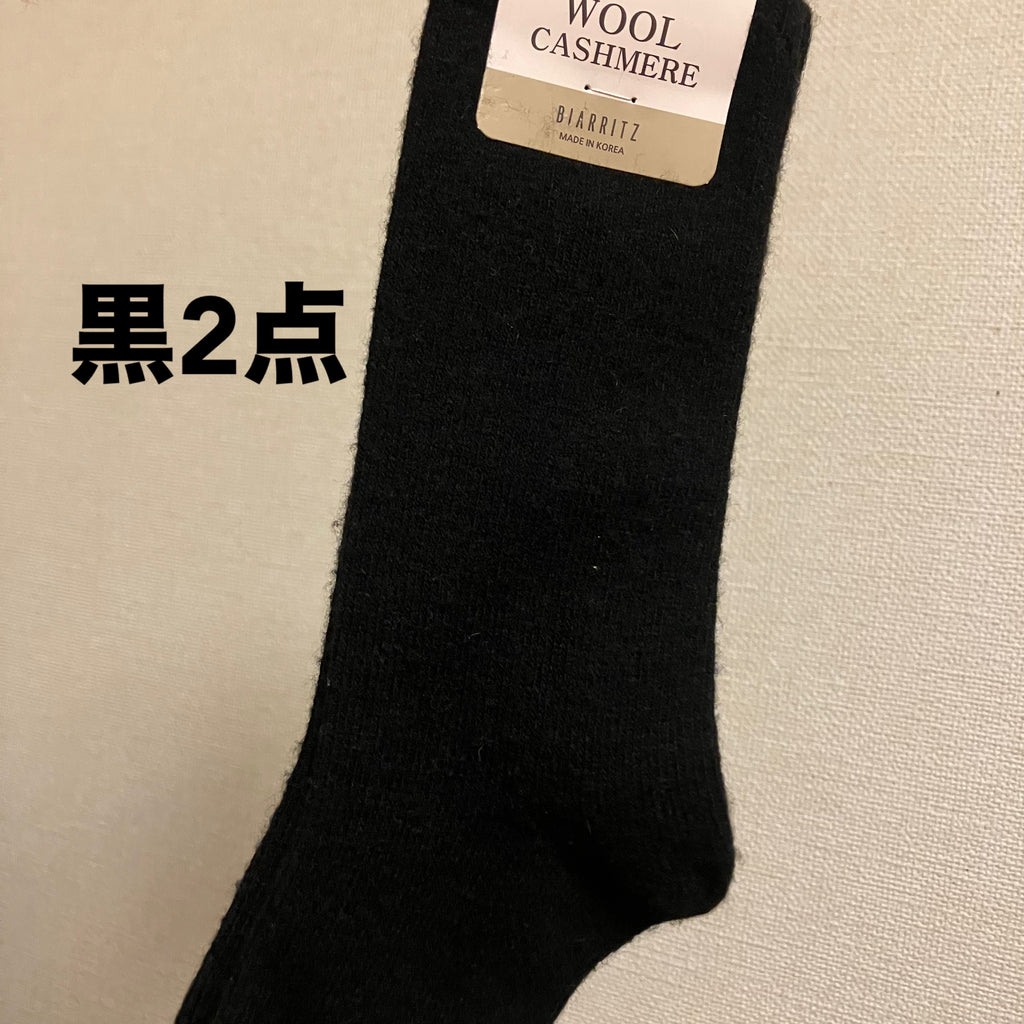 WOOL
CASHMERE
BIARRITZ
MADE IN KOREA
黒2点